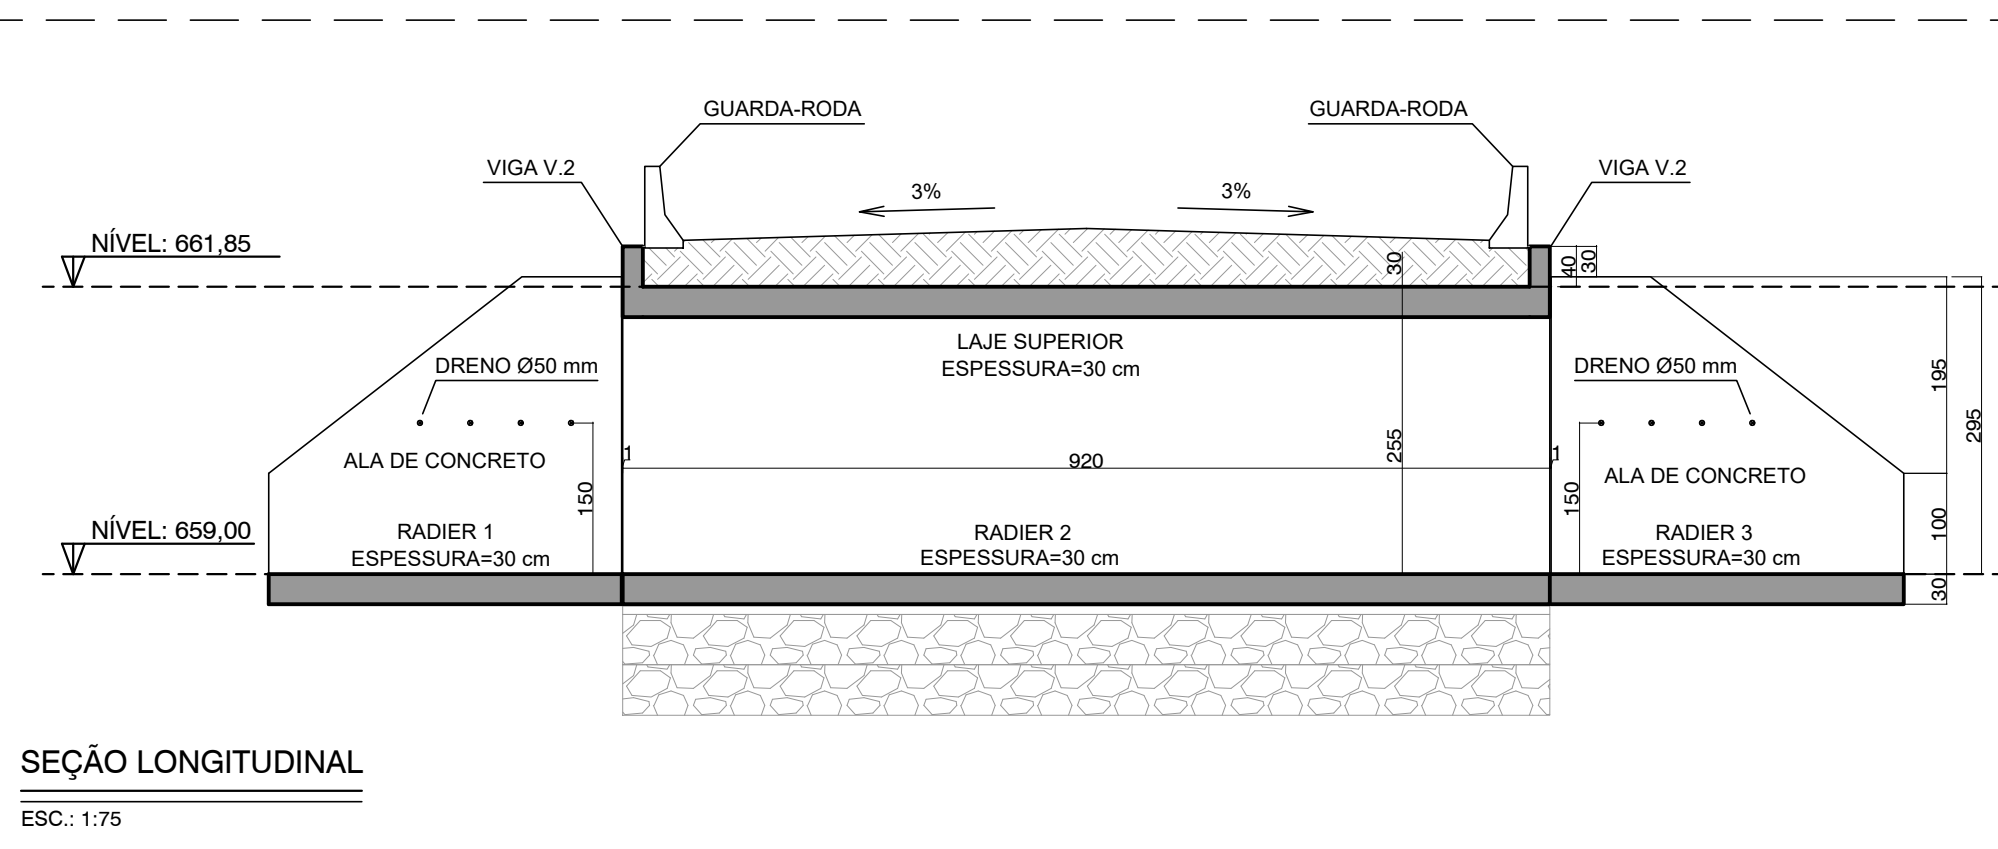 GUARDA-RODA
GUARDA-RODA
VIGA V.2
VIGA V.2
3%
3%
NÍVEL: 661,85
30
40
30
LAJE SUPERIOR
ESPESSURA=30 cm
DRENO Ø50 mm
DRENO Ø50 mm
195
295
255
1
920
1
ALA DE CONCRETO
ALA DE CONCRETO
150
150
NÍVEL: 659,00
RADIER 1
ESPESSURA=30 cm
RADIER 2
ESPESSURA=30 cm
RADIER 3
ESPESSURA=30 cm
100
30
SEÇÃO LONGITUDINAL
ESC.: 1:75